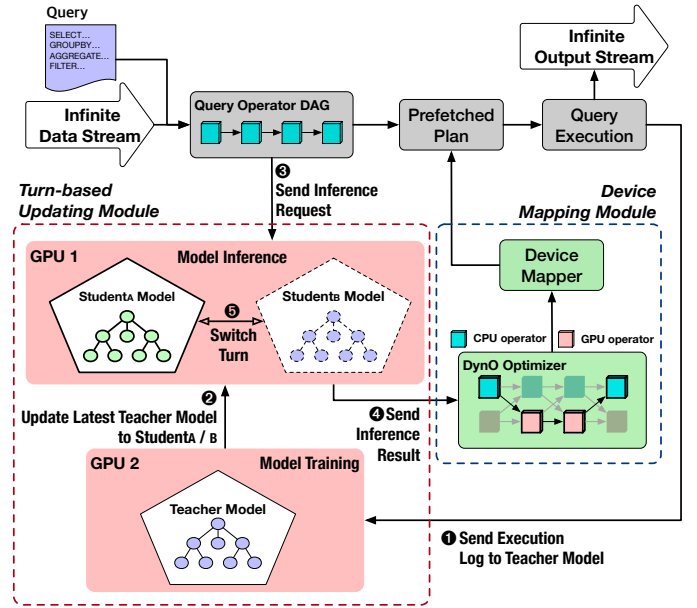 Query
SELECT...
GROUPBY...
AGGREGATE...
FILTER...
Infinite
Data Stream
Query Operator DAG
Prefetched
Plan
Query
Execution
Infinite
Output Stream
❸
Send Inference
Request
Turn-based
Updating Module
Device
Mapping Module
GPU 1
Model Inference
StudentA Model
StudentB Model
❺
Switch
Turn
Device
Mapper
CPU operator
GPU operator
DynO Optimizer
❷
Update Latest Teacher Model
to StudentA / B
❹ Send
Inference
Result
GPU 2
Model Training
Teacher Model
❶ Send Execution
Log to Teacher Model